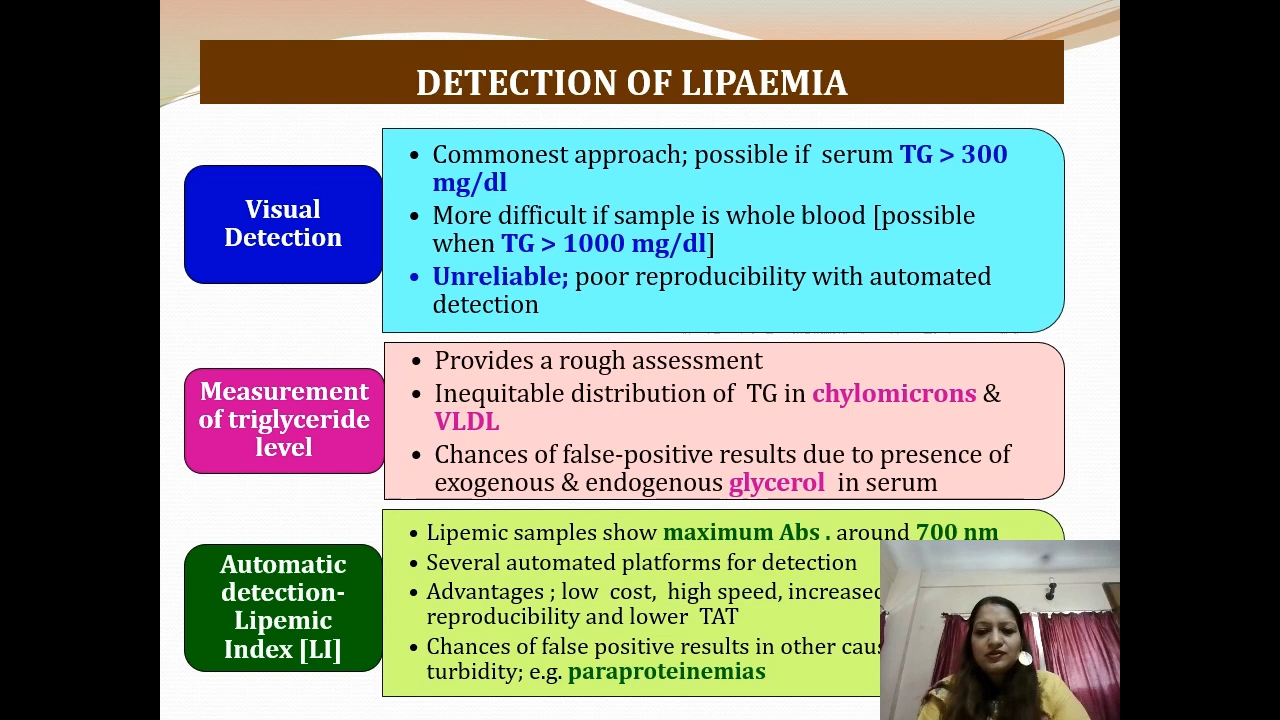 DETECTION OF LIPAEMIA
Visual
Detection
• Commonest approach; possible if serum TG > 300
mg/dl
• More difficult if sample is whole blood [possible
when TG > 1000 mg/dl]
• Unreliable; poor reproducibility with automated
detection
Measurement
of triglyceride
level
• Provides a rough assessment
• Inequitable distribution of TG in chylomicrons &
VLDL
• Chances of false-positive results due to presence of
exogenous & endogenous glycerol in serum
Automatic
detection-
Lipemic
Index [LI]
• Lipemic samples show maximum Abs . around 700 nm
• Several automated platforms for detection
• Advantages ; low cost, high speed, increased
reproducibility and lower TAT
• Chances of false positive results in other
turbidity; e.g. paraproteinemias